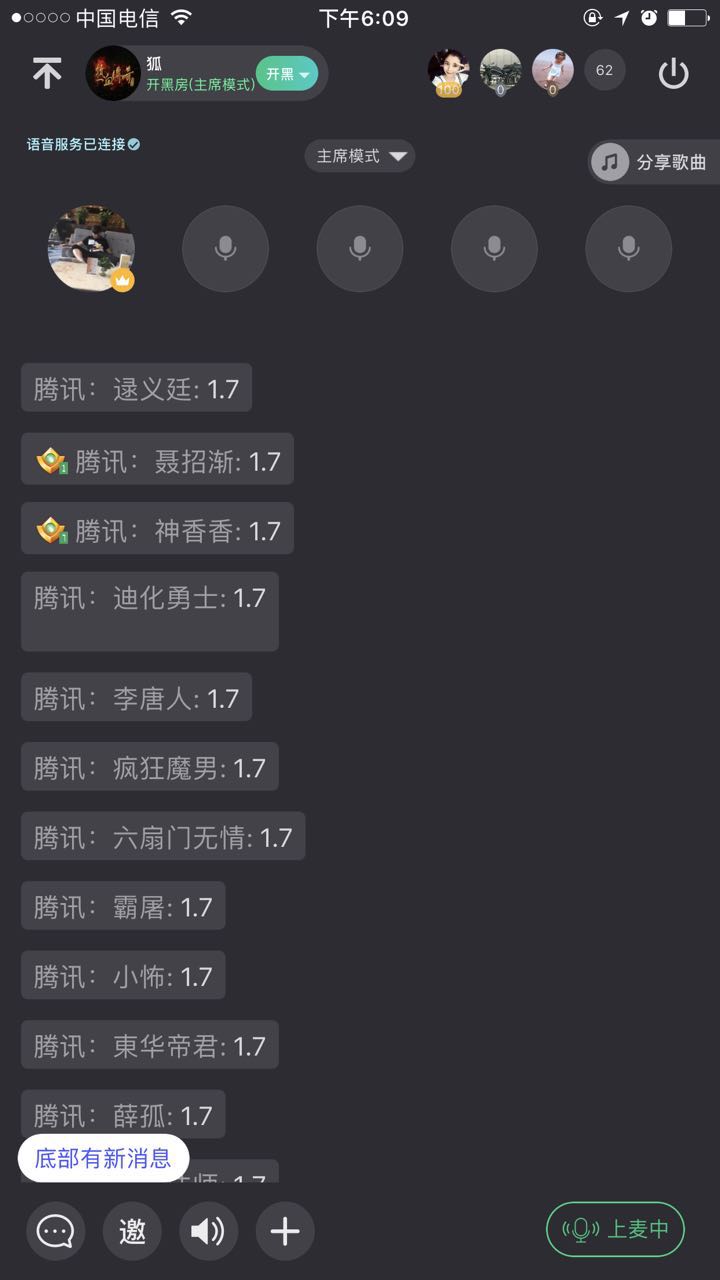 中国电信
下午6:09
狐
开黑房(主席模式)
开黑
100
0
0
62
语音服务已连接
主席模式
分享歌曲
腾讯：逯义廷: 1.7
1 腾讯：聂招渐: 1.7
1 腾讯：神香香: 1.7
腾讯：迪化勇士: 1.7
腾讯：李唐人: 1.7
腾讯：疯狂魔男: 1.7
腾讯：六扇门无情: 1.7
腾讯：霸屠: 1.7
腾讯：小怖: 1.7
腾讯：東华帝君: 1.7
腾讯：薛孤: 1.7
底部有新消息
师: 1.7
邀
上麦中